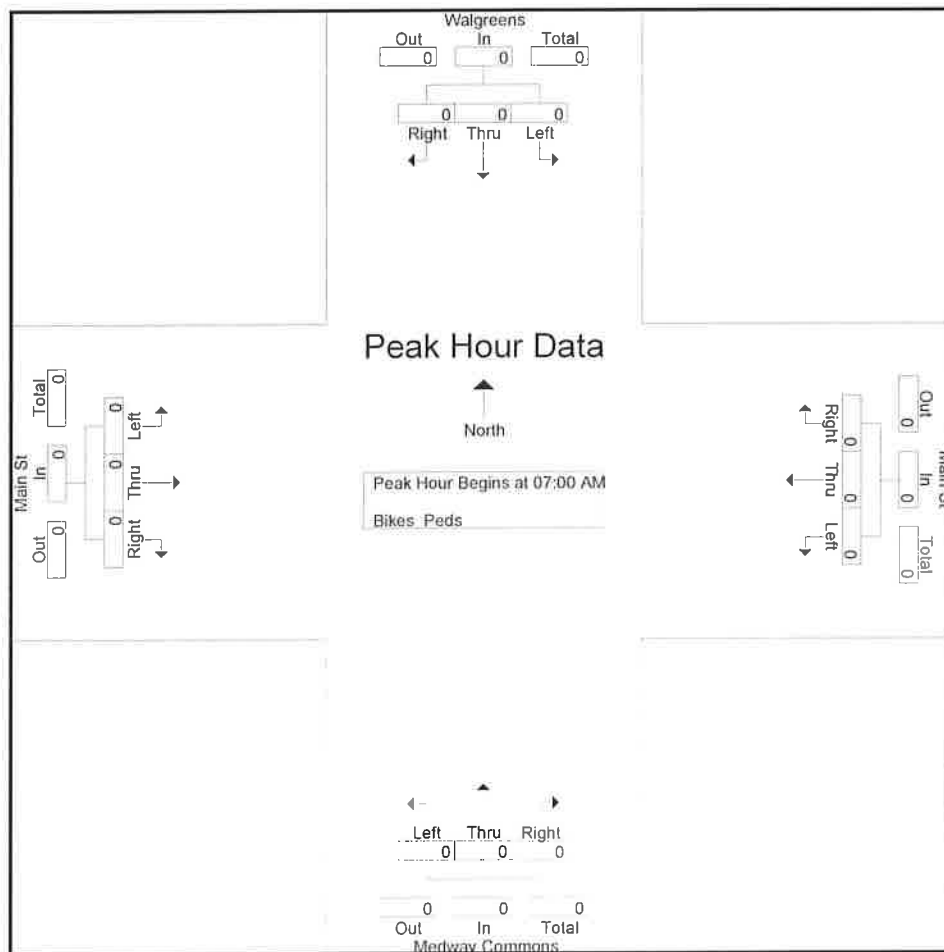 Walgreens
Out In Total
0 0 0
0 0 0
Right Thru Left
Peak Hour Data
North
Peak Hour Begins at 07:00 AM
Bikes Peds
Main St
Total In Out
0 0 0
0 0 0
Left Thru Right
Right Thru Left
0 0 0
0 0 0
Out In Total
Main St
Left Thru Right
0 0 0
0 0 0
Out In Total
Medway Commons